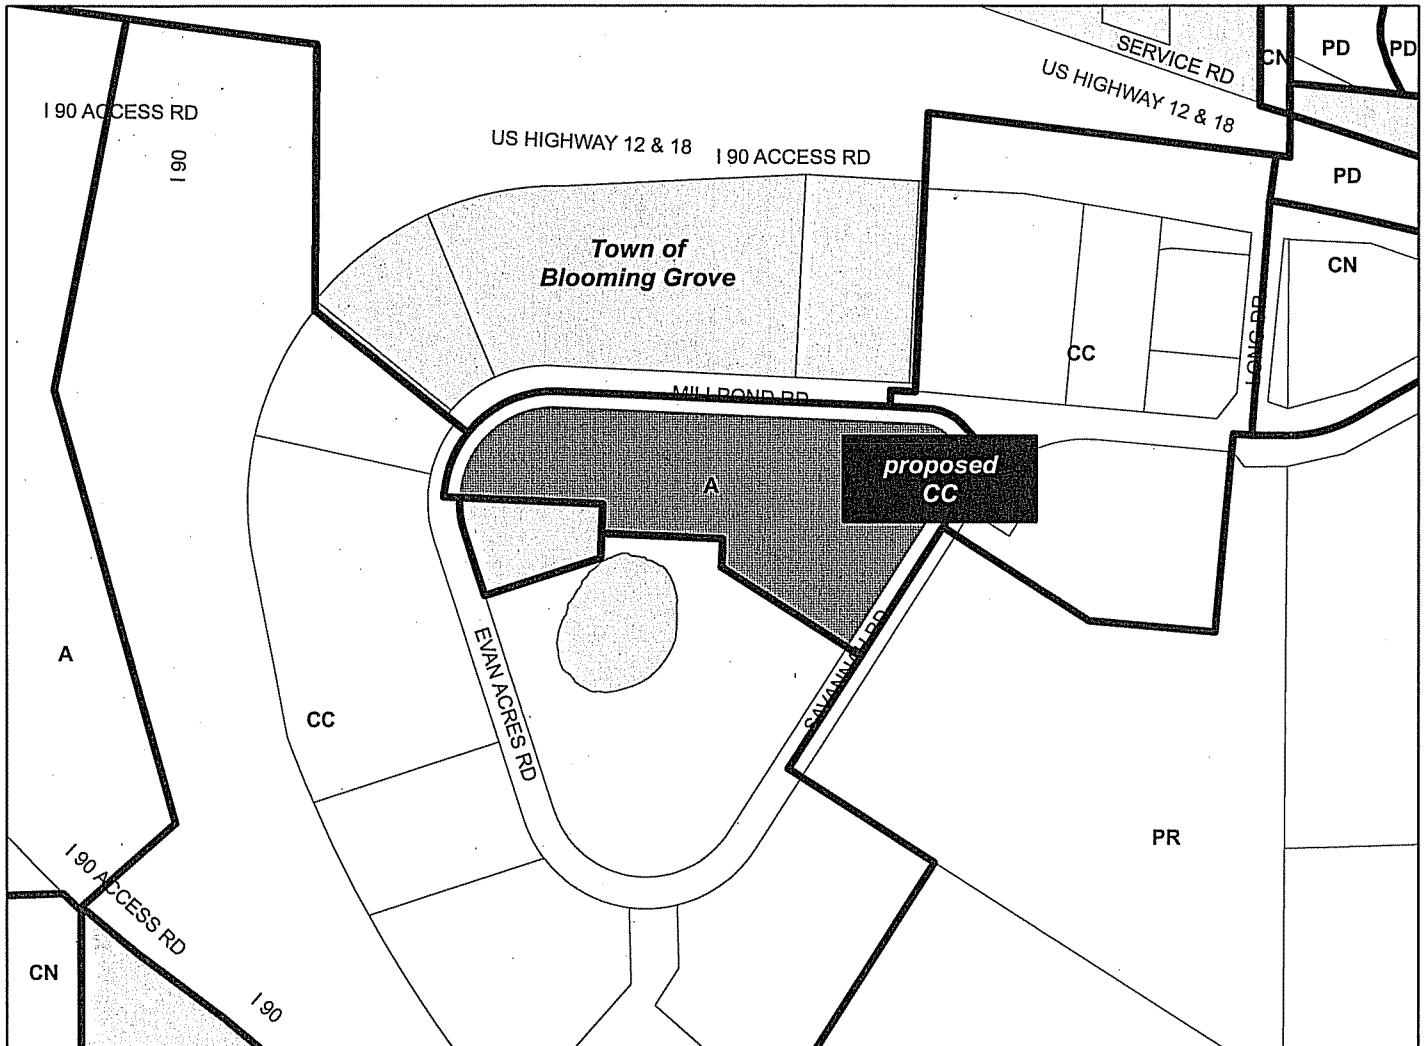 CN
PD
PD
SERVICE RD
US HIGHWAY 12 & 18
I 90 ACCESS RD
I 90
US HIGHWAY 12 & 18
I 90 ACCESS RD
PD
Town of
Blooming Grove
CN
LONG DR
CC
MILLPOND RD
proposed
CC
A
SAVANNAH RD
EVAN ACRES RD
A
CC
PR
I 90 ACCESS RD
CN
I 90